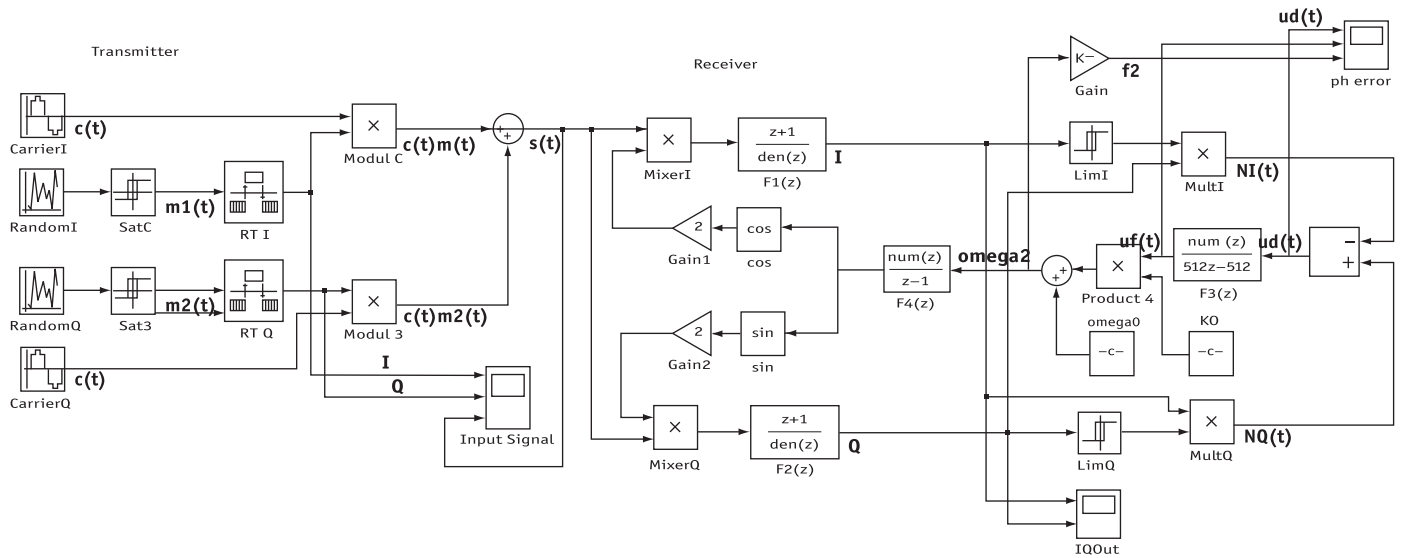 Transmitter
Receiver
CarrierI
c(t)
RandomI
SatC
m1(t)
RT I
×
Modul C
c(t)m(t)
+
+
s(t)
RandomQ
Sat3
m2(t)
RT Q
×
Modul 3
c(t)m2(t)
CarrierQ
c(t)
I
Q
Input Signal
×
MixerI
z+1
den(z)
F1(z)
I
2
Gain1
cos
cos
2
Gain2
sin
sin
×
MixerQ
z+1
den(z)
F2(z)
Q
num(z)
z−1
F4(z)
omega2
K−
Gain
f2
ud(t)
ph error
LimI
×
MultI
NI(t)
+
+
×
Product 4
uf(t)
num (z)
512z−512
F3(z)
ud(t)
−
+
omega0
−c−
KO
−c−
LimQ
×
MultQ
NQ(t)
IQOut